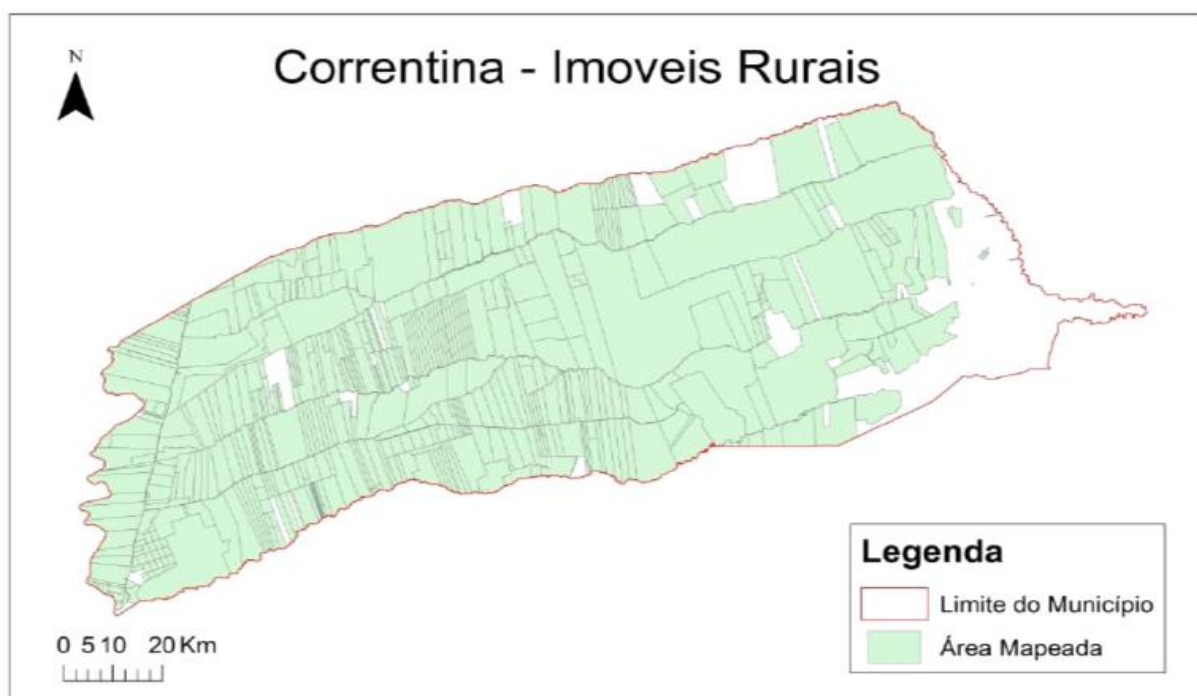 N
Correntina - Imoveis Rurais
Legenda
Limite do Município
Área Mapeada
0 5 10 20 Km